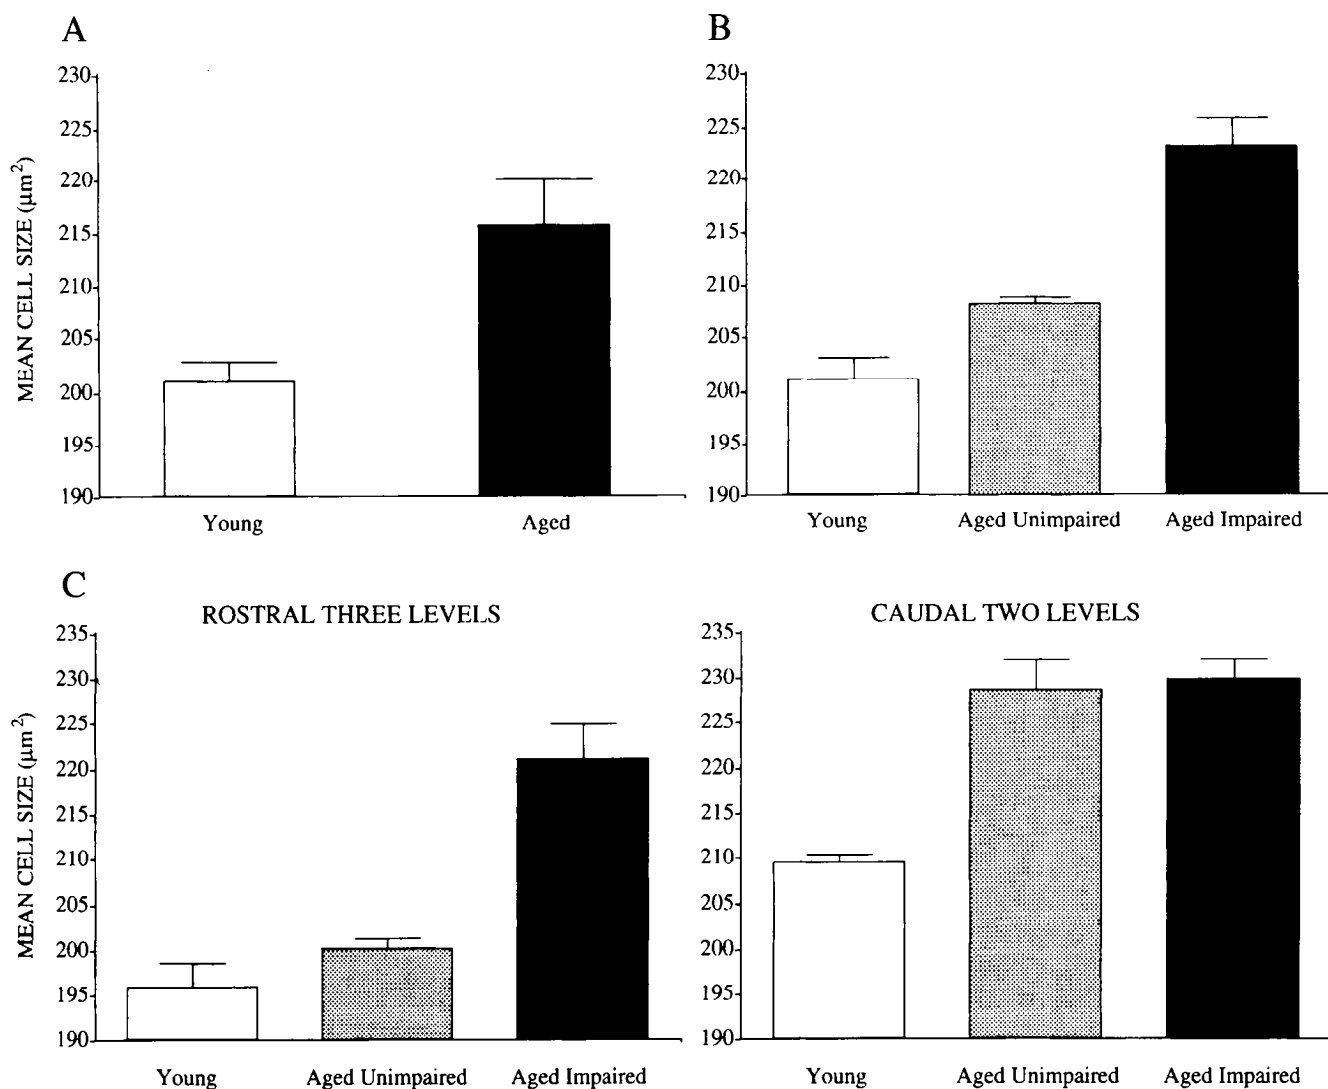 A
MEAN CELL SIZE (µm²)
230
225
220
215
210
205
200
195
190
Young
Aged
B
230
225
220
215
210
205
200
195
190
Young
Aged Unimpaired
Aged Impaired
C
ROSTRAL THREE LEVELS
MEAN CELL SIZE (µm²)
235
230
225
220
215
210
205
200
195
190
Young
Aged Unimpaired
Aged Impaired
CAUDAL TWO LEVELS
235
230
225
220
215
210
205
200
195
190
Young
Aged Unimpaired
Aged Impaired